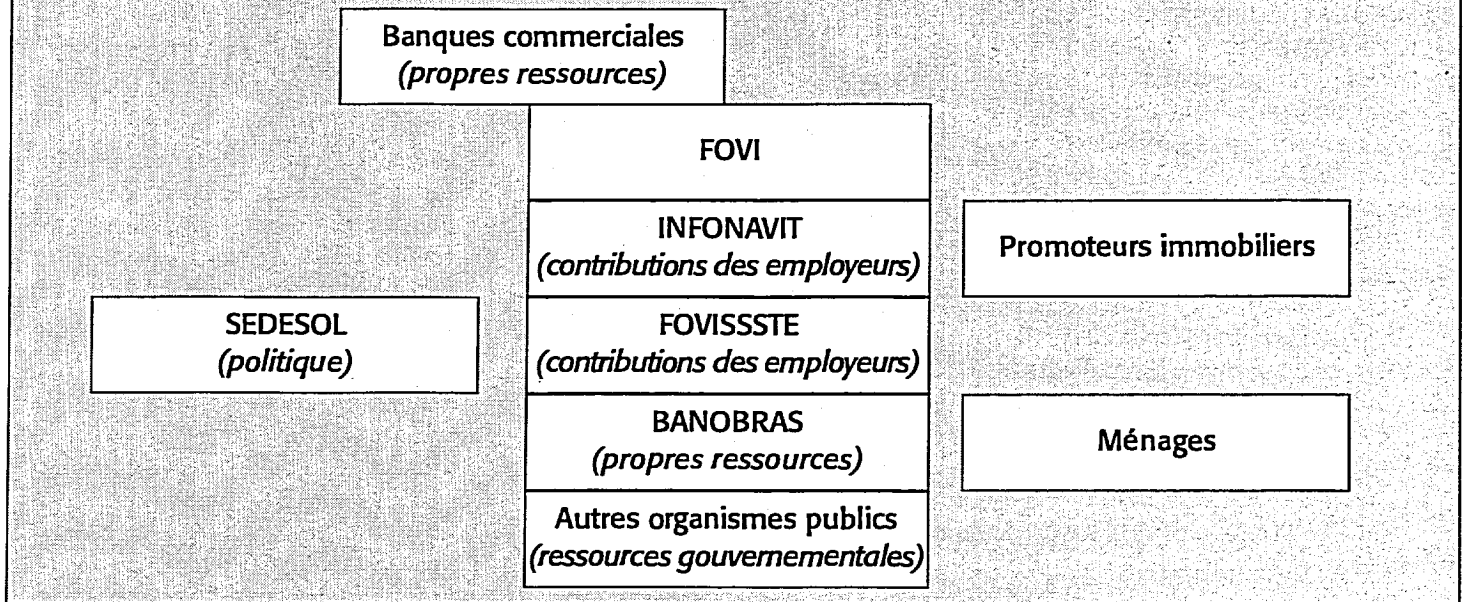 Banques commerciales
(propres ressources)
FOVI
INFONAVIT
(contributions des employeurs)
Promoteurs immobiliers
SEDESOL
(politique)
FOVISSSTE
(contributions des employeurs)
BANOBRAS
(propres ressources)
Ménages
Autres organismes publics
(ressources gouvernementales)